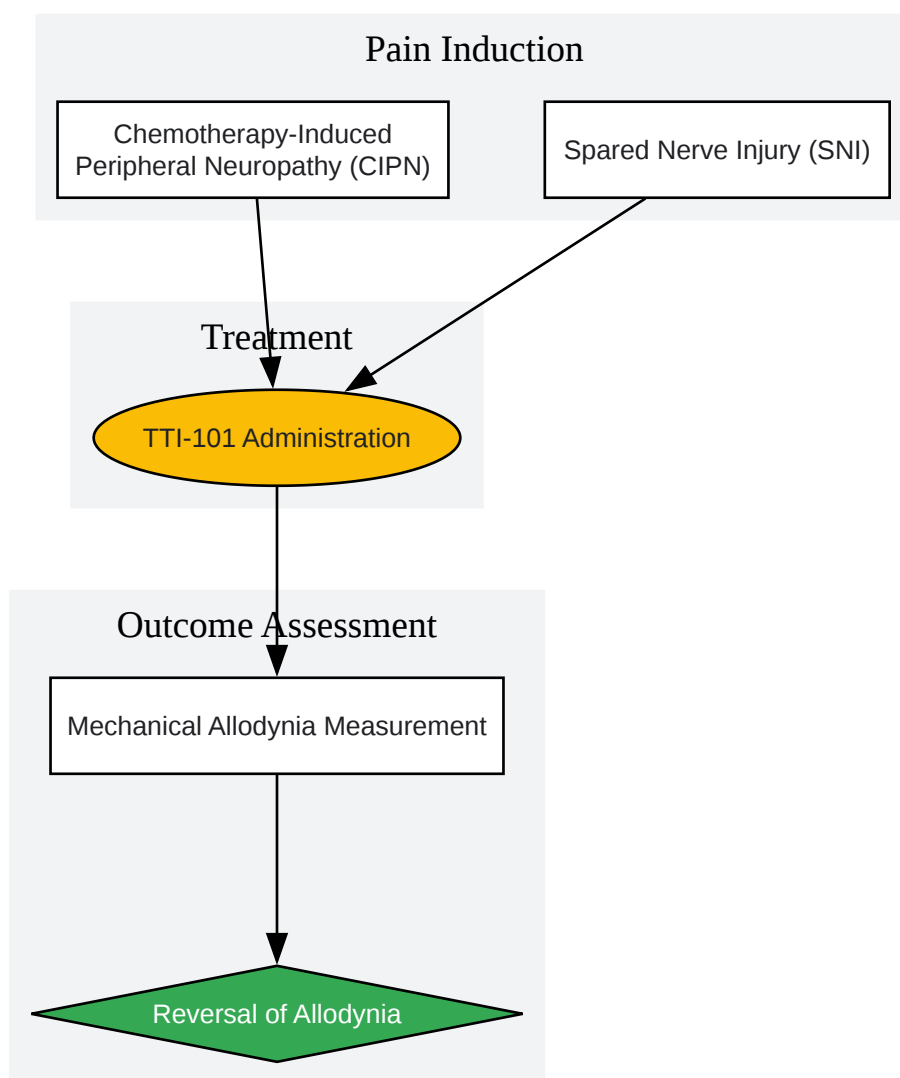 Pain Induction
Chemotherapy-Induced
Peripheral Neuropathy (CIPN)
Spared Nerve Injury (SNI)
Treatment
TTI-101 Administration
Outcome Assessment
Mechanical Allodynia Measurement
Reversal of Allodynia